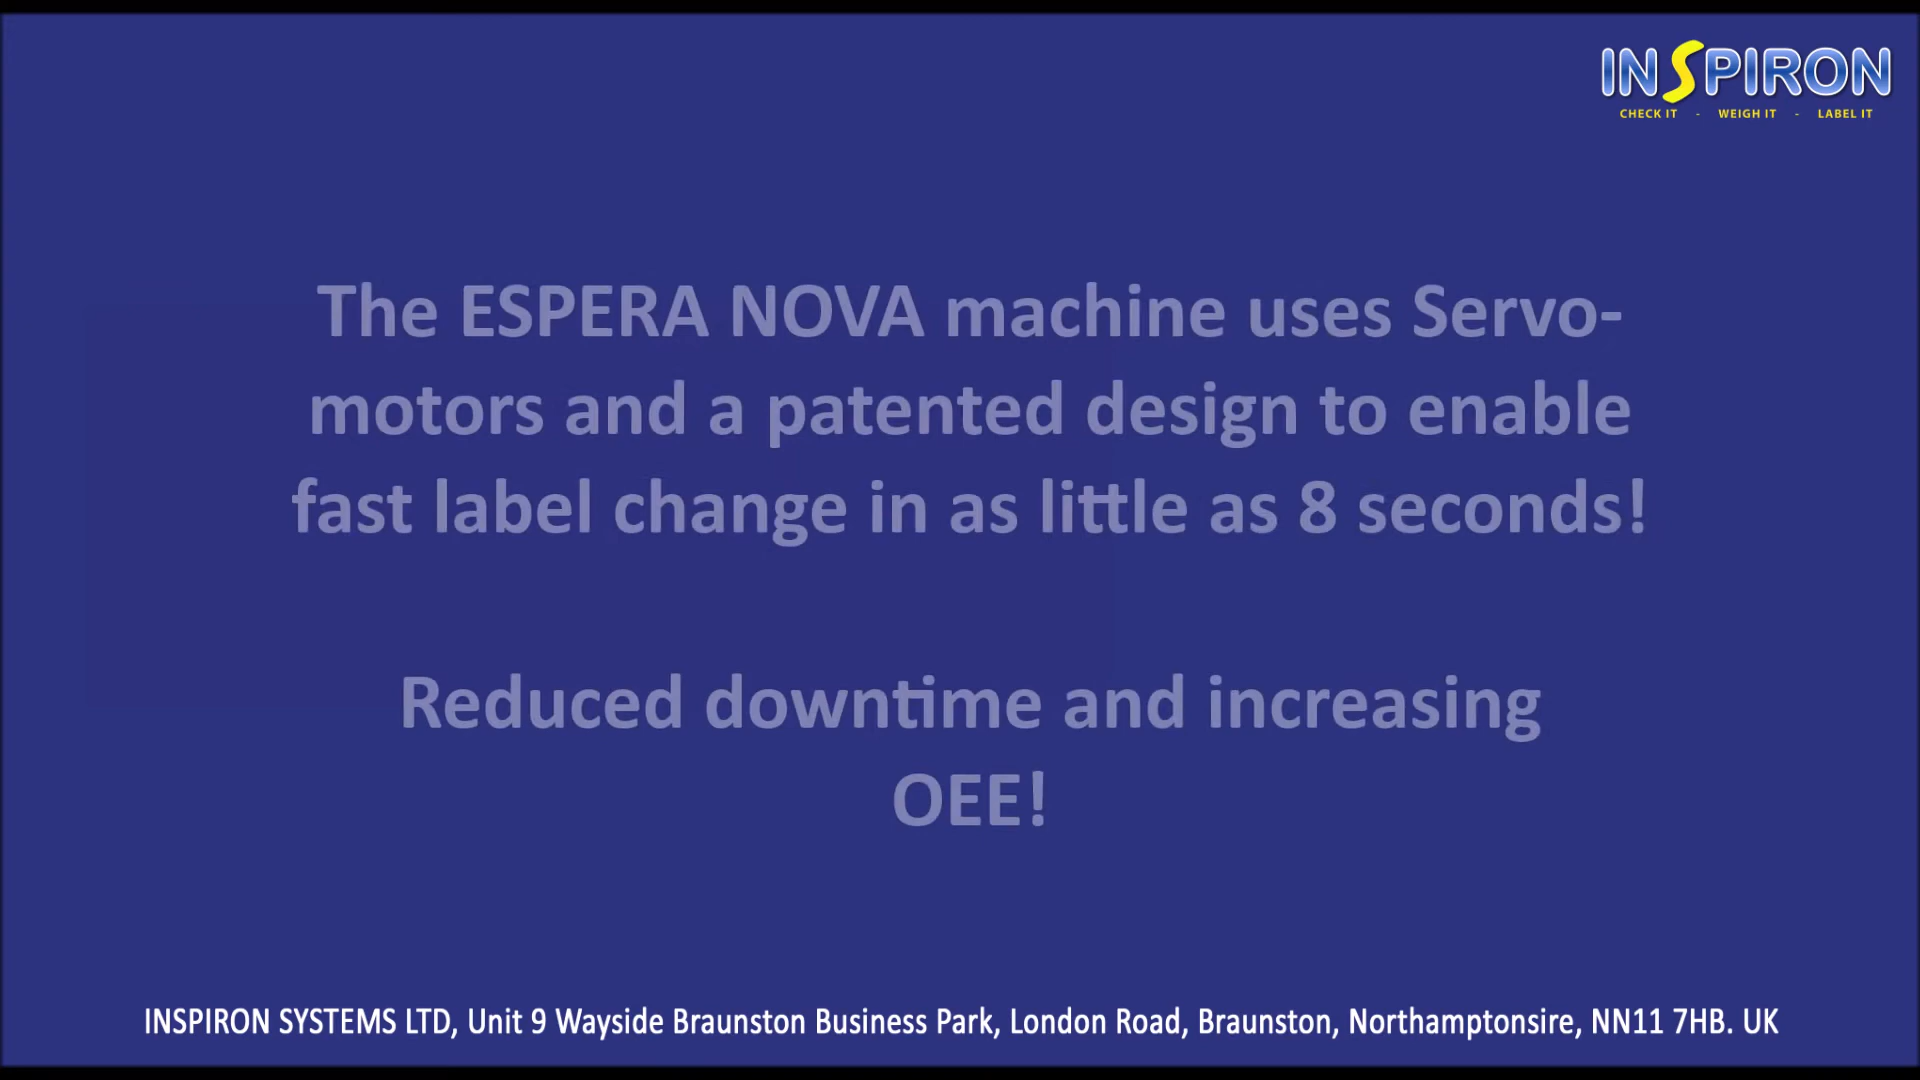 INSPIRON
CHECK IT - WEIGH IT - LABEL IT
The ESPERA NOVA machine uses Servo-
motors and a patented design to enable
fast label change in as little as 8 seconds!
Reduced downtime and increasing
OEE!
INSPIRON SYSTEMS LTD, Unit 9 Wayside Braunston Business Park, London Road, Braunston, Northamptonsire, NN11 7HB. UK